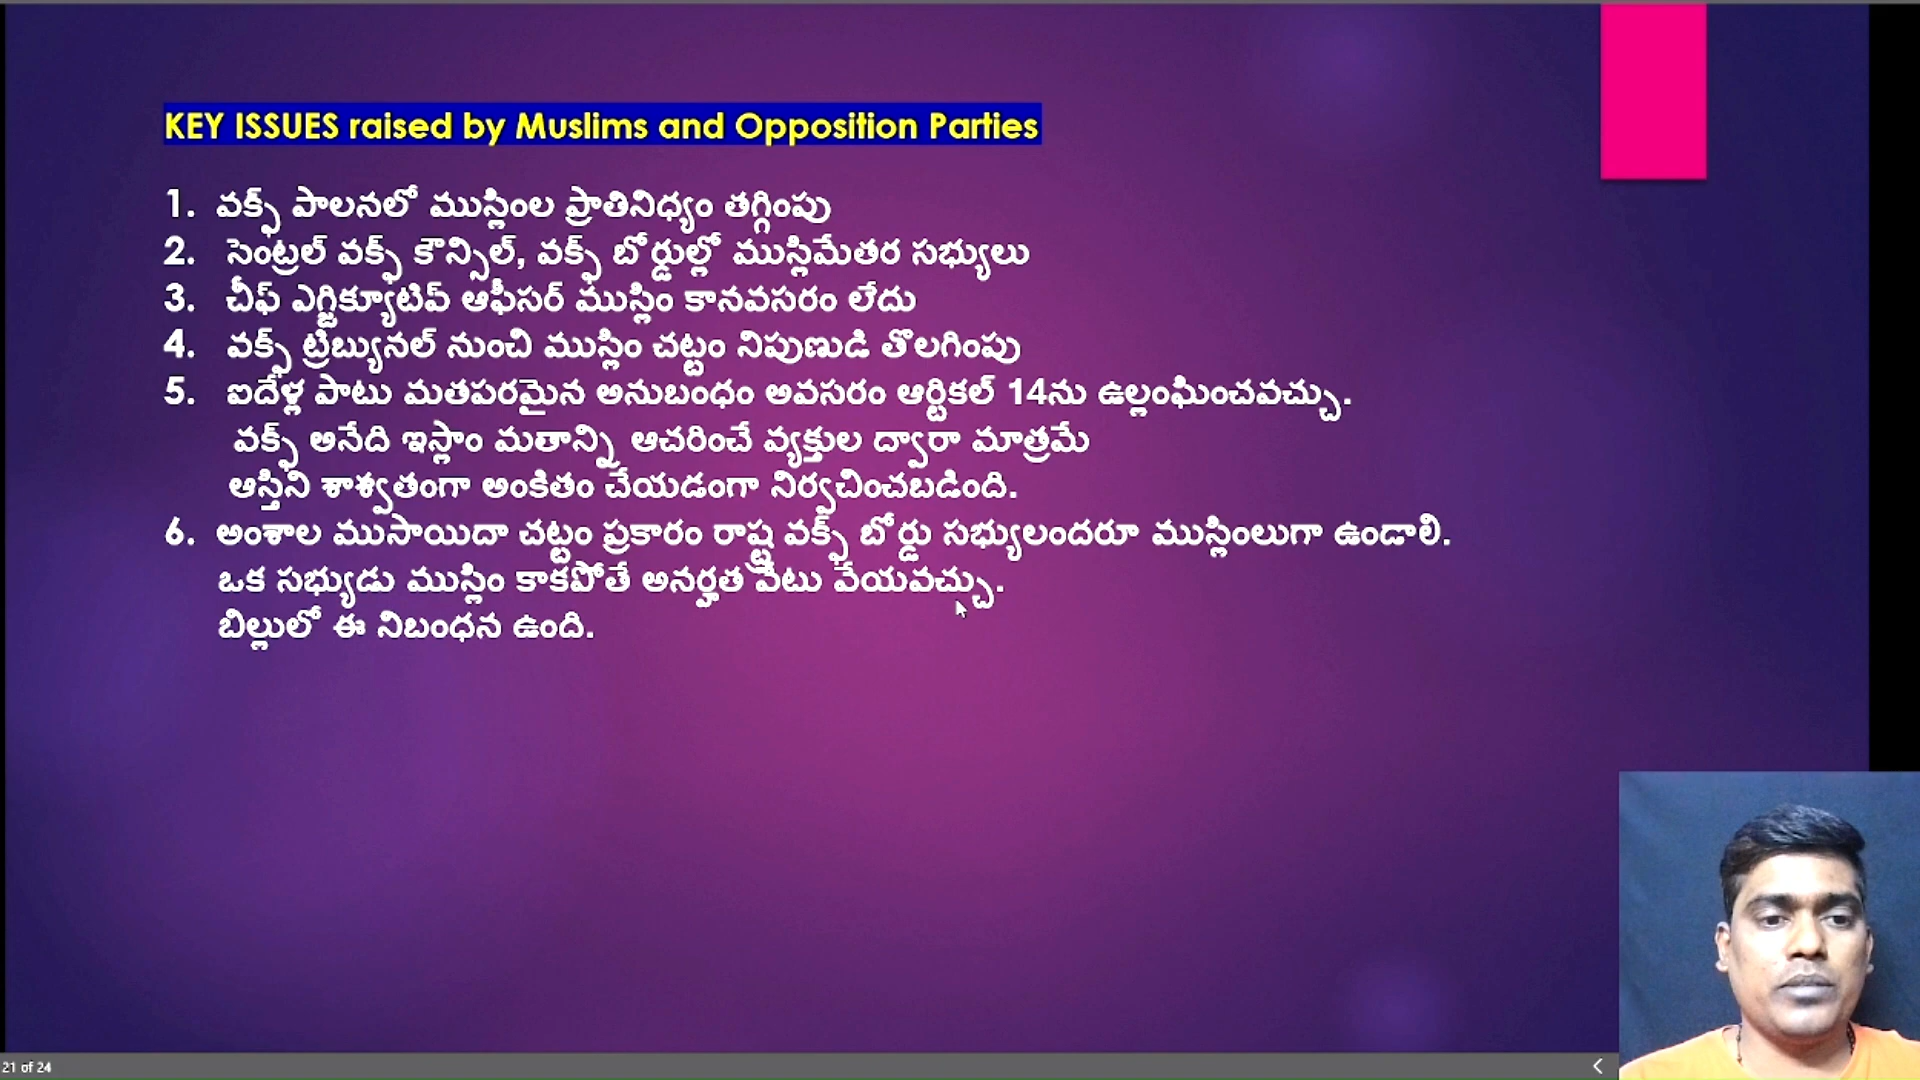 KEY ISSUES raised by Muslims and Opposition Parties
1. వక్ఫ్ పాలనలో ముస్లింల ప్రాతినిధ్యం తగ్గింపు
2. సెంట్రల్ వక్ఫ్ కౌన్సిల్, వక్ఫ్ బోర్డుల్లో ముస్లిమేతర సభ్యులు
3. చీఫ్ ఎగ్జిక్యూటివ్ ఆఫీసర్ ముస్లిం కానవసరం లేదు
4. వక్ఫ్ ట్రిబ్యునల్ నుంచి ముస్లిం చట్టం నిపుణుడి తొలగింపు
5. ఐదేళ్ల పాటు మతపరమైన అనుబంధం అవసరం ఆర్టికల్ 14ను ఉల్లంఘించవచ్చు.
వక్ఫ్ అనేది ఇస్లాం మతాన్ని ఆచరించే వ్యక్తుల ద్వారా మాత్రమే
ఆస్తిని శాశ్వతంగా అంకితం చేయడంగా నిర్వచించబడింది.
6. అంశాల ముసాయిదా చట్టం ప్రకారం రాష్ట్ర వక్ఫ్ బోర్డు సభ్యులందరూ ముస్లింలుగా ఉండాలి.
ఒక సభ్యుడు ముస్లిం కాకపోతే అనర్హత వేటు వేయవచ్చు.
బిల్లులో ఈ నిబంధన ఉంది.
21 of 24